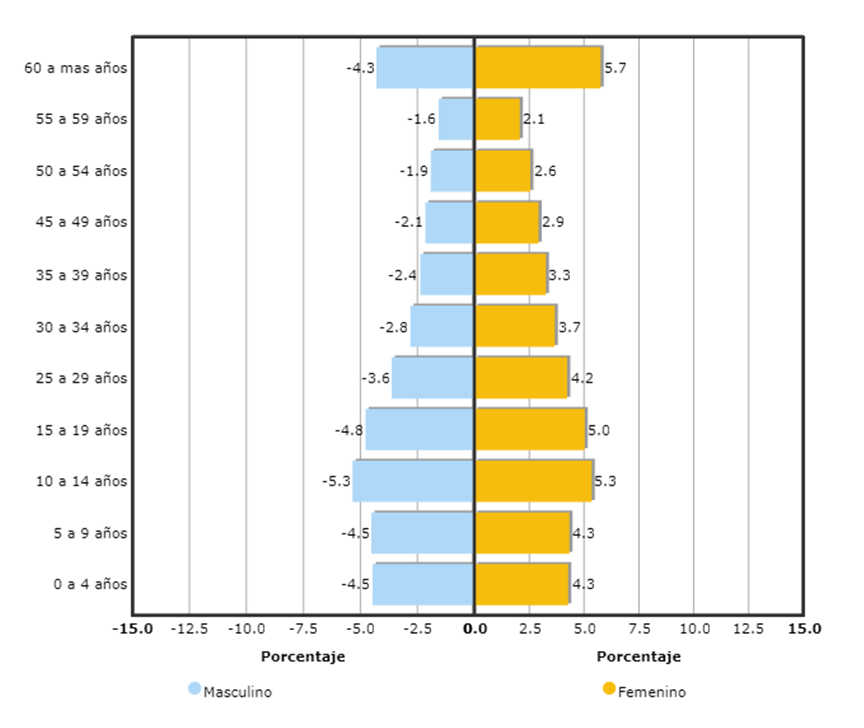 60 a mas años -4.3 5.7
55 a 59 años -1.6 2.1
50 a 54 años -1.9 2.6
45 a 49 años -2.1 2.9
35 a 39 años -2.4 3.3
30 a 34 años -2.8 3.7
25 a 29 años -3.6 4.2
15 a 19 años -4.8 5.0
10 a 14 años -5.3 5.3
5 a 9 años -4.5 4.3
0 a 4 años -4.5 4.3
-15.0 -12.5 -10.0 -7.5 -5.0 -2.5 0.0 2.5 5.0 7.5 10.0 12.5 15.0
Porcentaje Porcentaje
Masculino Femenino